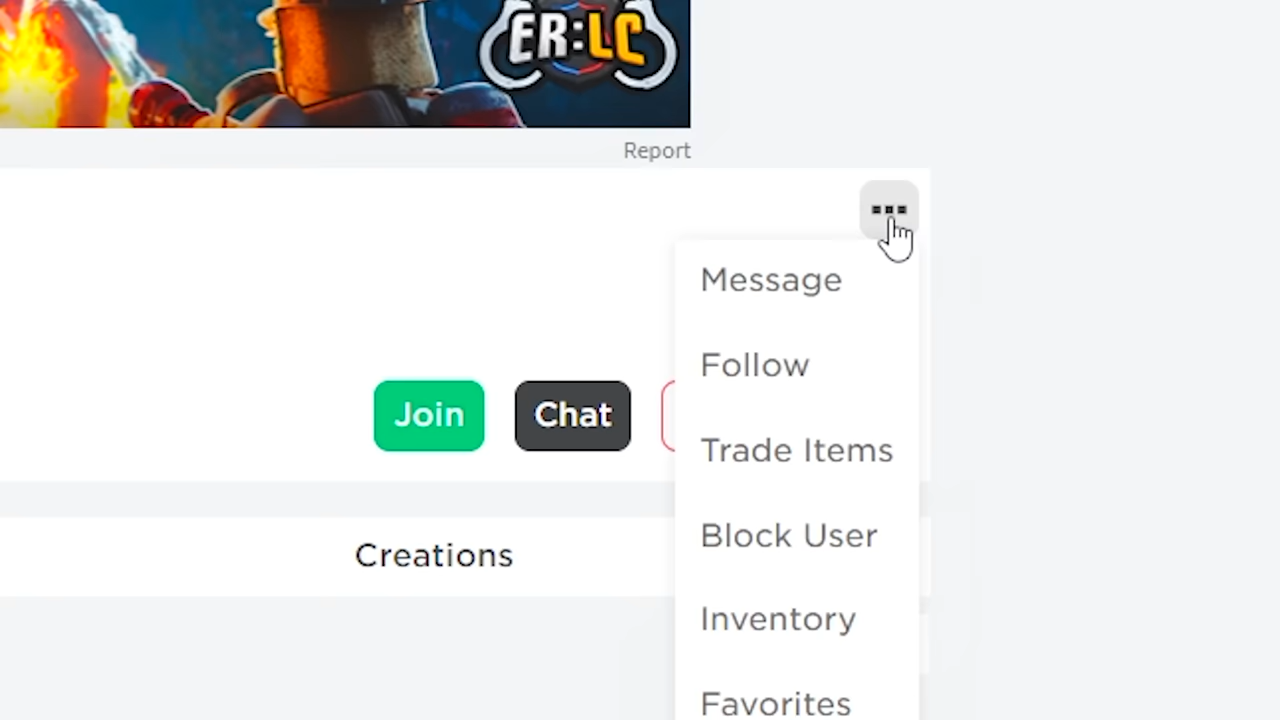 ER:LC
Report
Message
Follow
Join
Chat
Trade Items
Block User
Creations
Inventory
Favorites